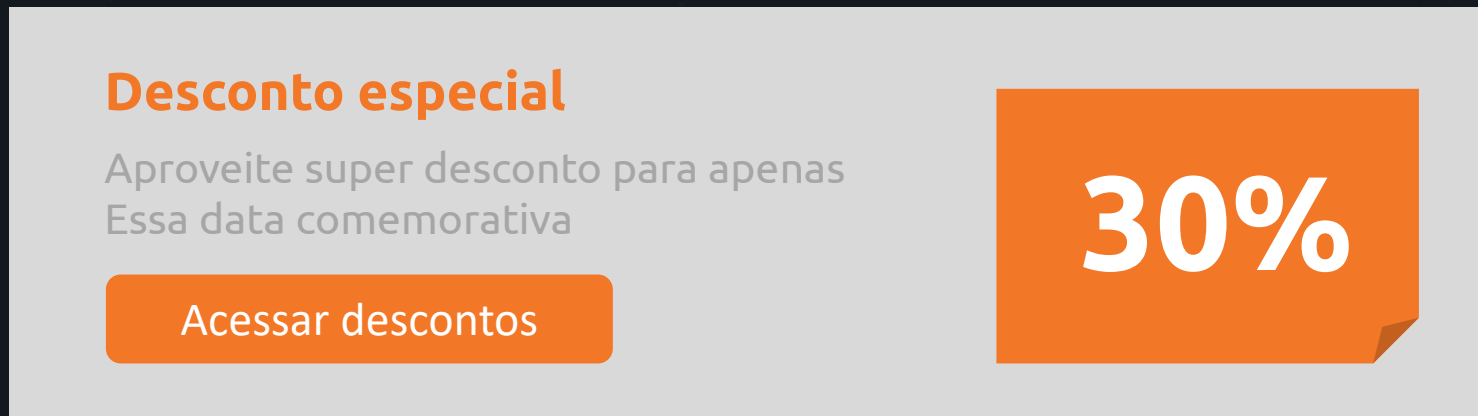 Desconto especial
Aproveite super desconto para apenas
Essa data comemorativa
Acessar descontos
30%